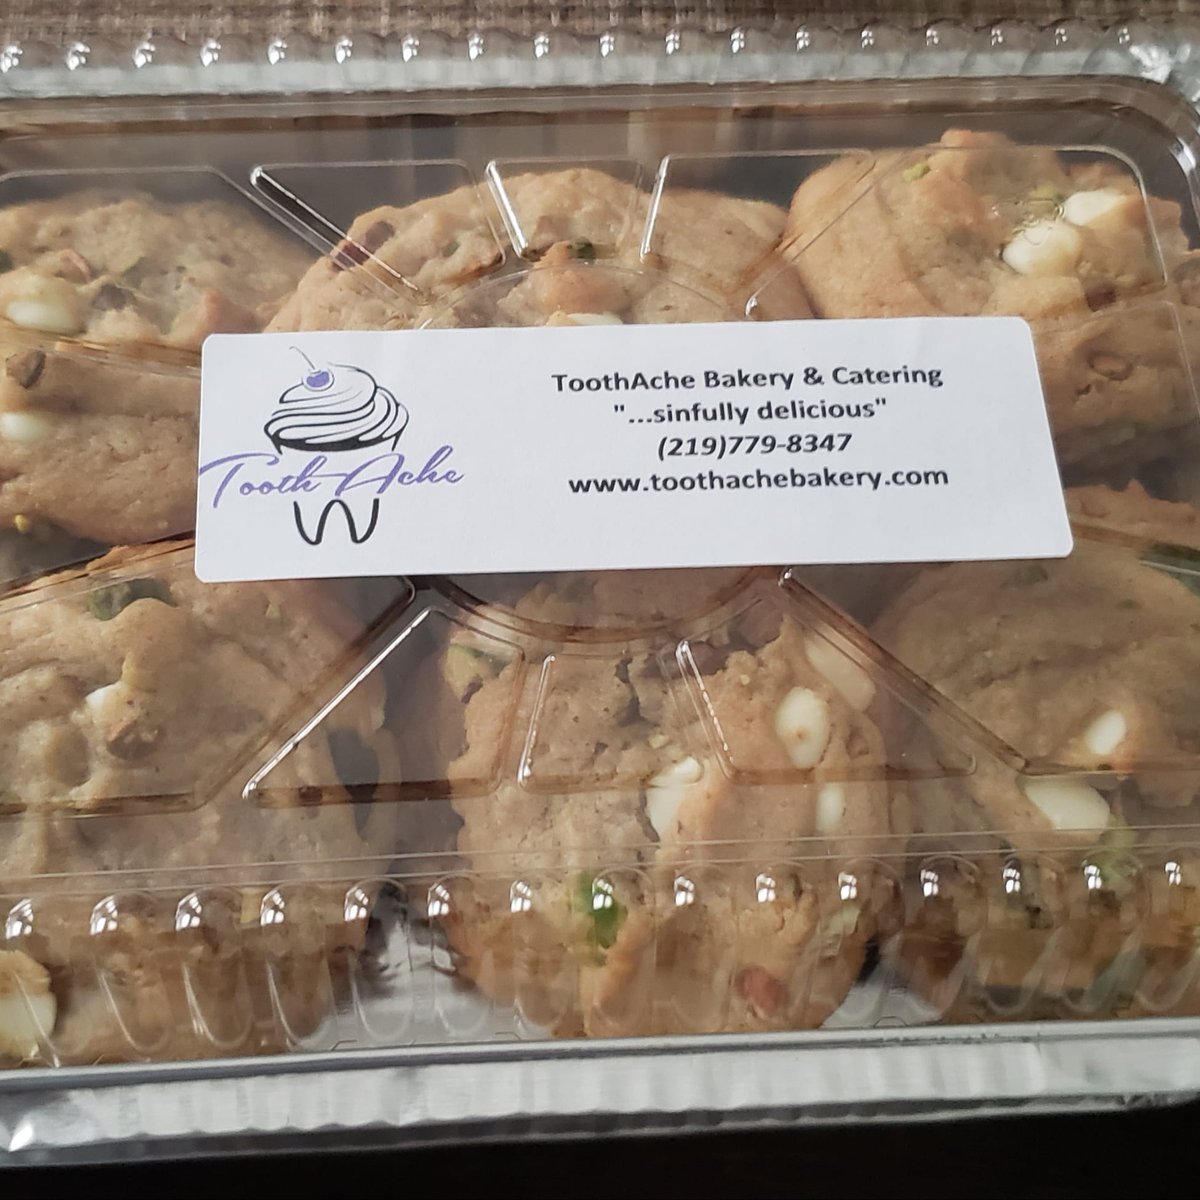 Tooth Ache
ToothAche Bakery & Catering
"...sinfully delicious"
(219)779-8347
www.toothachebakery.com